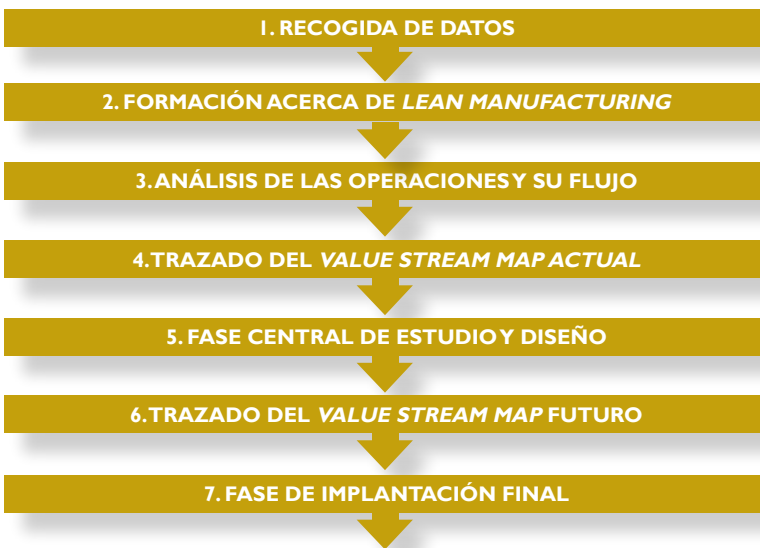 1. RECOGIDA DE DATOS
2. FORMACIÓN ACERCA DE LEAN MANUFACTURING
3. ANÁLISIS DE LAS OPERACIONES Y SU FLUJO
4. TRAZADO DEL VALUE STREAM MAP ACTUAL
5. FASE CENTRAL DE ESTUDIO Y DISEÑO
6. TRAZADO DEL VALUE STREAM MAP FUTURO
7. FASE DE IMPLANTACIÓN FINAL